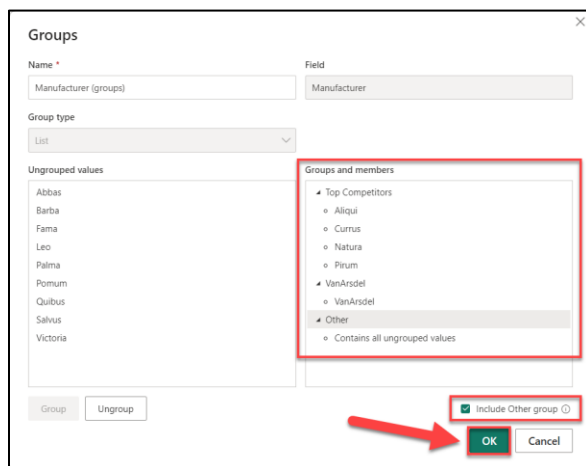 Groups
Name *
Field
Manufacturer (groups)
Manufacturer
Group type
List
Ungrouped values
Abbas
Barba
Fama
Leo
Palma
Pomum
Quibus
Salvus
Victoria
Groups and members
Top Competitors
Aliqui
Currus
Natura
Pirum
VanArsdel
VanArsdel
Other
Contains all ungrouped values
Group
Ungroup
Include Other group
OK
Cancel